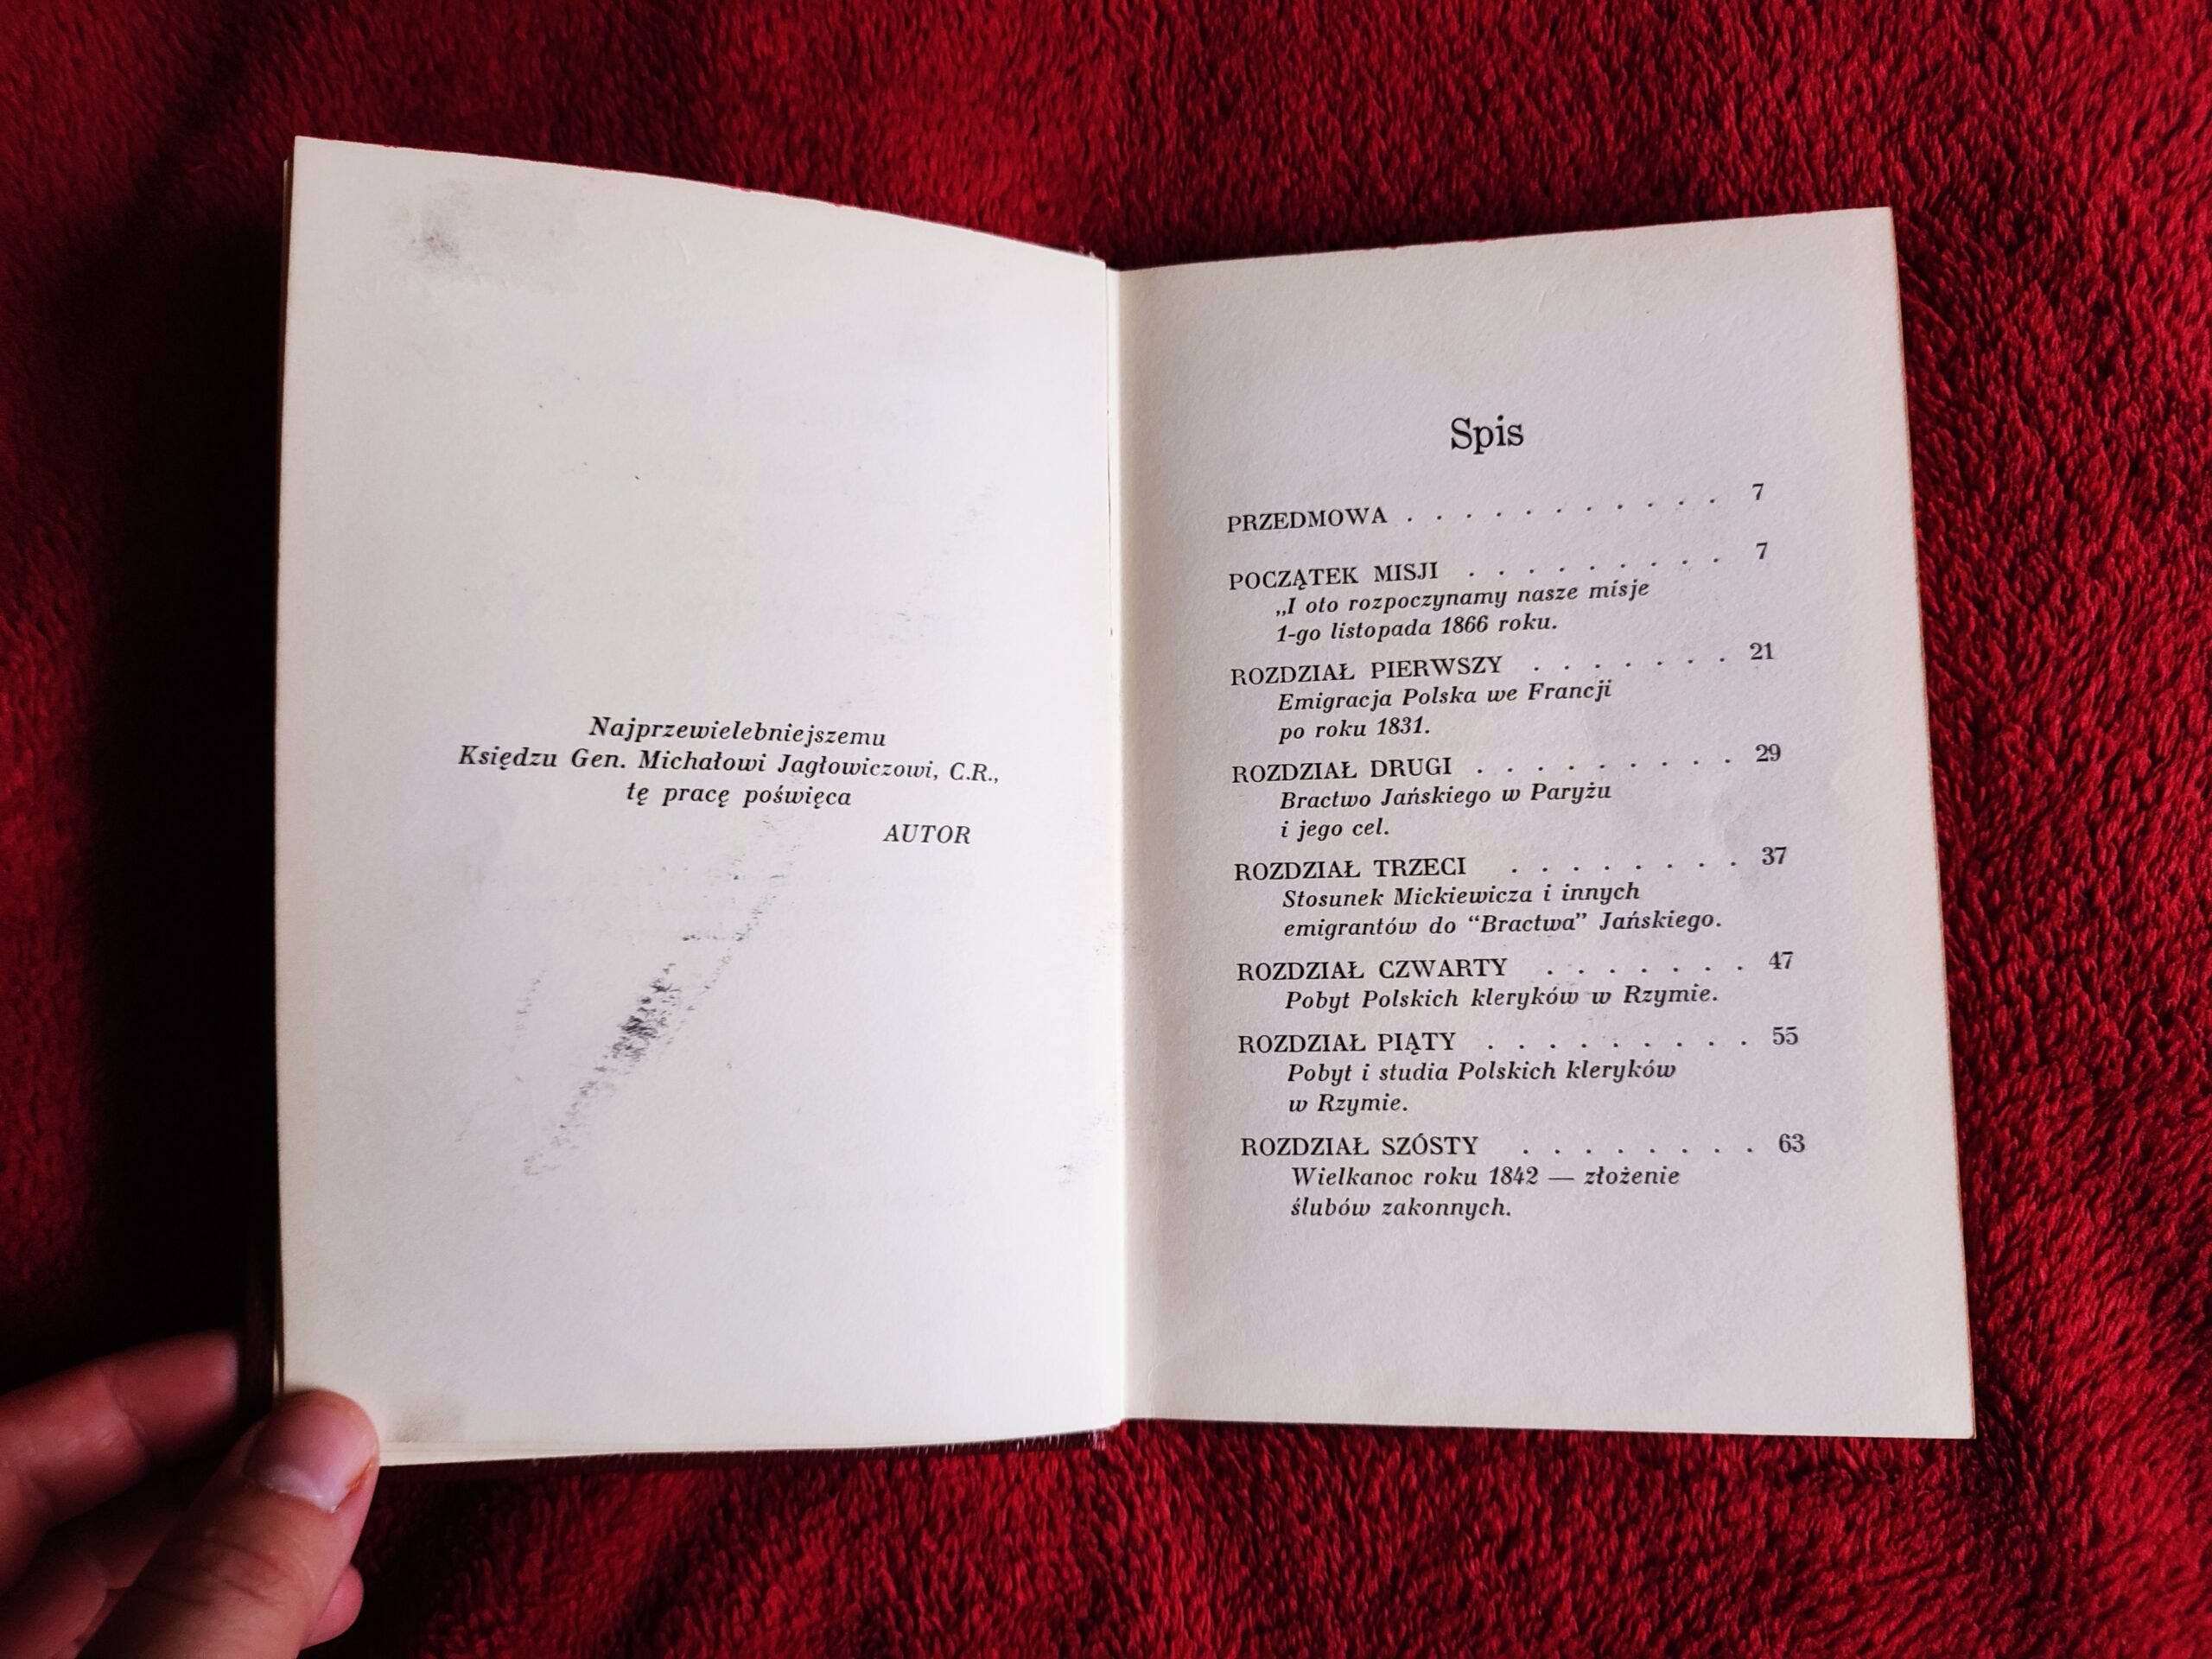 Najprzewielebniejszemu
Księdzu Gen. Michałowi Jagłowiczowi, C.R.,
tę pracę poświęca
AUTOR
Spis
PRZEDMOWA . . . . . . . . . . . 7
POCZĄTEK MISJI . . . . . . . . . 7
„I oto rozpoczynamy nasze misje
1-go listopada 1866 roku.
ROZDZIAŁ PIERWSZY . . . . . . . 21
Emigracja Polska we Francji
po roku 1831.
ROZDZIAŁ DRUGI . . . . . . . . . 29
Bractwo Jańskiego w Paryżu
i jego cel.
ROZDZIAŁ TRZECI . . . . . . . . 37
Stosunek Mickiewicza i innych
emigrantów do “Bractwa” Jańskiego.
ROZDZIAŁ CZWARTY . . . . . . . 47
Pobyt Polskich kleryków w Rzymie.
ROZDZIAŁ PIĄTY . . . . . . . . . 55
Pobyt i studia Polskich kleryków
w Rzymie.
ROZDZIAŁ SZÓSTY . . . . . . . . 63
Wielkanoc roku 1842 — złożenie
ślubów zakonnych.